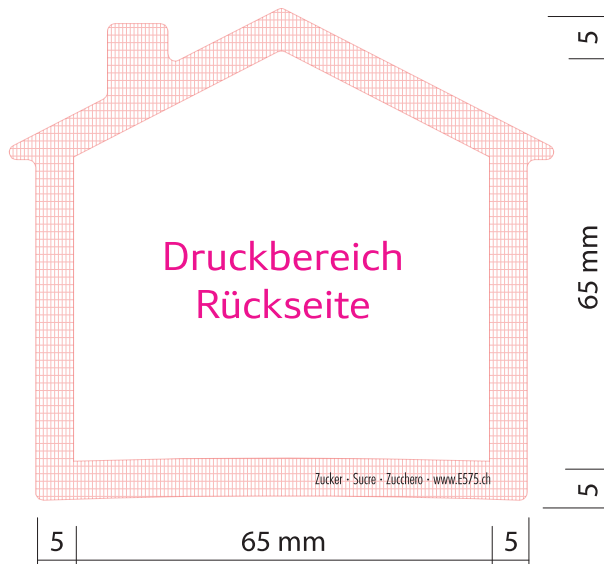 5
Druckbereich
Rückseite
65 mm
Zucker · Sucre · Zucchero · www.E575.ch
5
5 65 mm 5